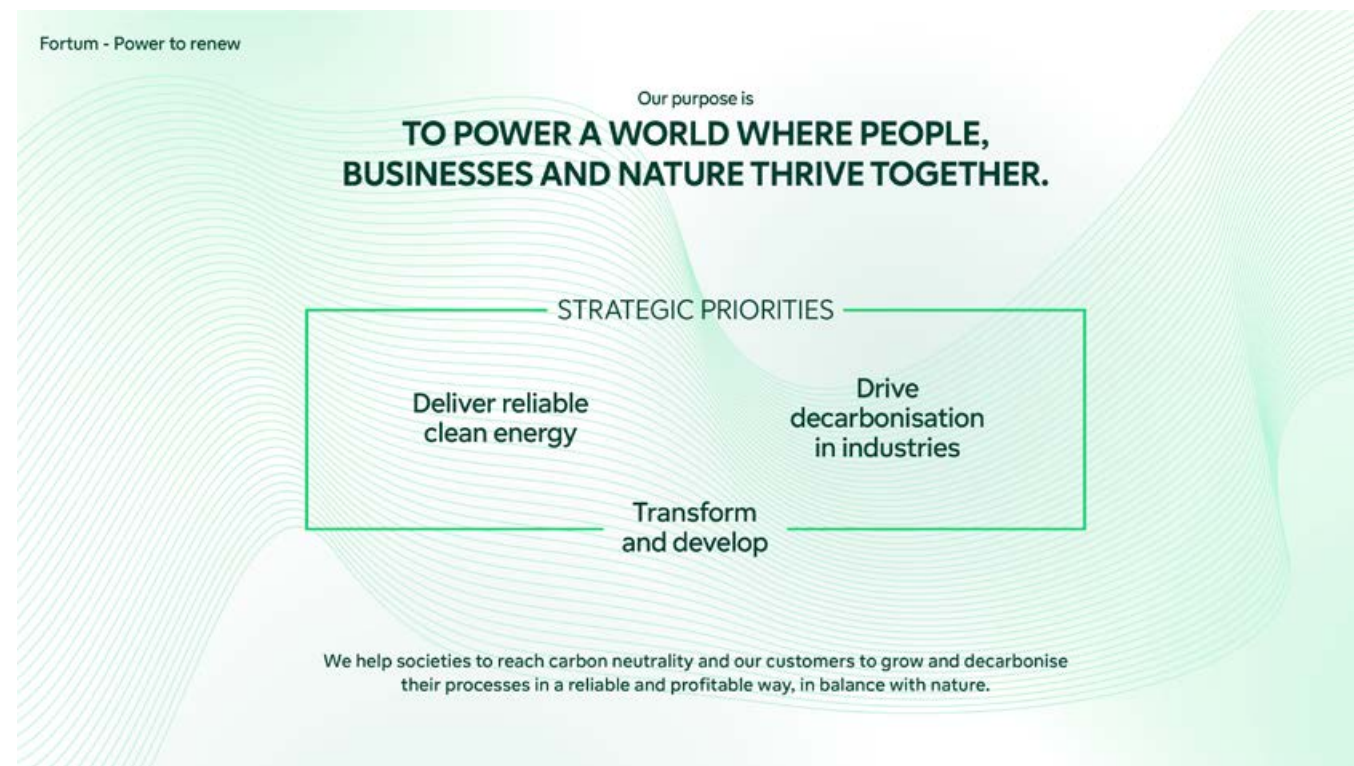 Fortum - Power to renew
Our purpose is
TO POWER A WORLD WHERE PEOPLE,
BUSINESSES AND NATURE THRIVE TOGETHER.
STRATEGIC PRIORITIES
Deliver reliable
clean energy
Drive
decarbonisation
in industries
Transform
and develop
We help societies to reach carbon neutrality and our customers to grow and decarbonise
their processes in a reliable and profitable way, in balance with nature.